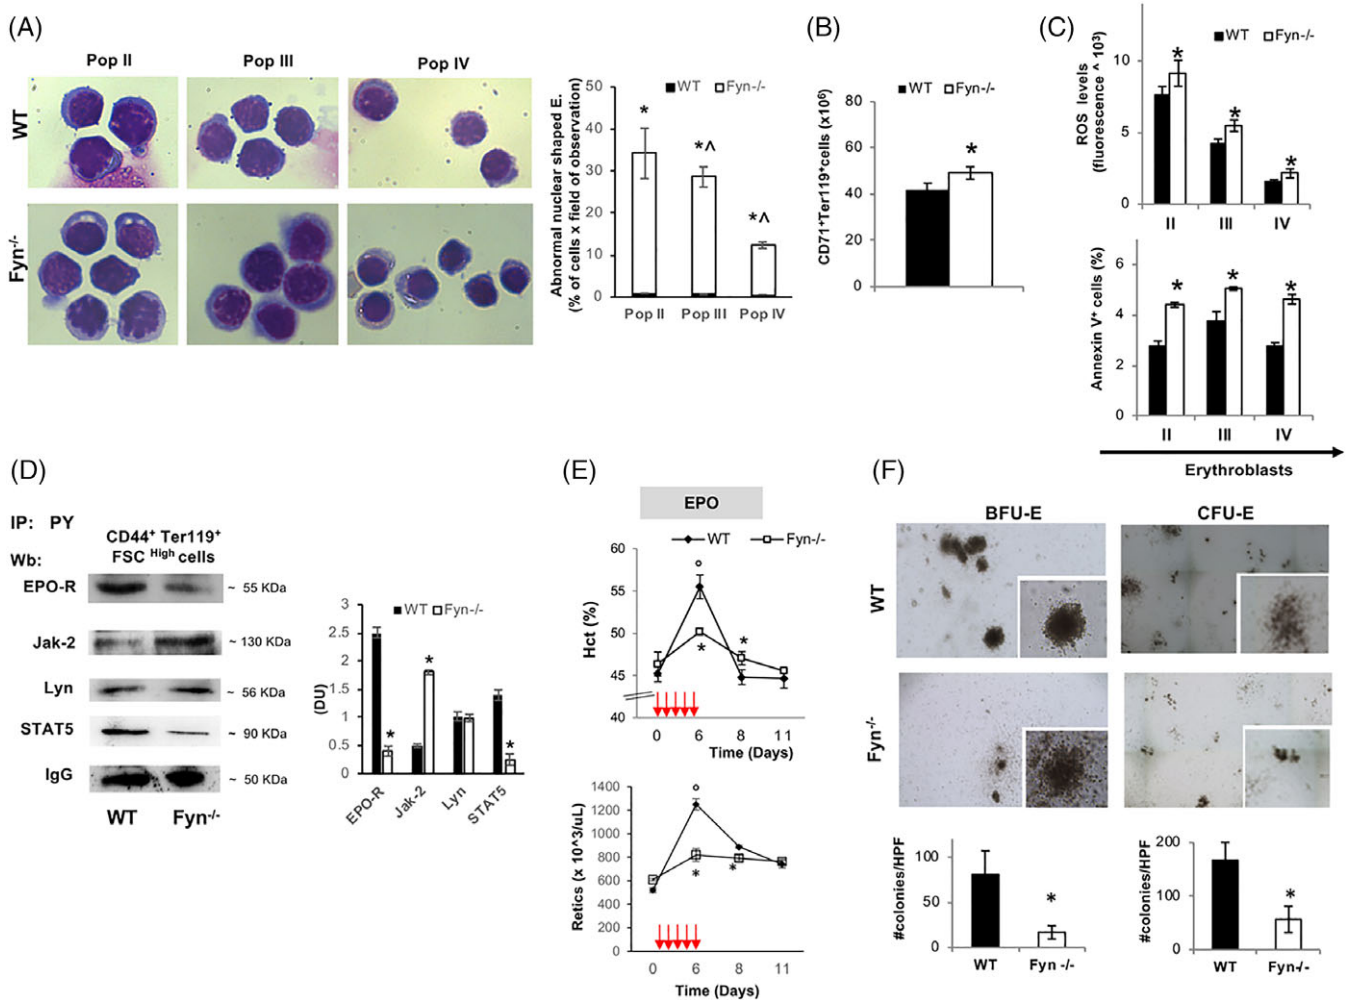 (A)
Pop II Pop III Pop IV
WT
Fyn-/-
Abnormal nuclear shaped E.
(% of cells x field of observation)
WT Fyn-/-
50
40
30
20
10
0
* *^ *^
Pop II Pop III Pop IV
(B)
WT Fyn-/-
CD71+Ter119+cells (x10⁶)
80
60
40
20
0
*
(C)
WT Fyn-/-
ROS levels
(fluorescence ^ 10³)
10
5
0
* * *
II III IV
Annexin V⁺ cells (%)
6
4
2
0
* * *
II III IV
Erythroblasts
(D)
IP: PY
CD44⁺ Ter119⁺
FSC High cells
Wb:
EPO-R ~ 55 KDa
Jak-2 ~ 130 KDa
Lyn ~ 56 KDa
STAT5 ~ 90 KDa
IgG ~ 50 KDa
WT Fyn-/-
WT Fyn-/-
(DU)
3
2.5
2
1.5
1
0.5
0
* * *
EPO-R Jak-2 Lyn STAT5
(E)
EPO
WT Fyn-/-
Hct (%)
60
55
50
45
40
° * *
0 6 8 11
Time (Days)
Retics (x 10^3/uL)
1400
1200
1000
800
600
400
200
0
° * *
0 6 8 11
Time (Days)
(F)
BFU-E CFU-E
WT
Fyn-/-
#colonies/HPF
100
50
0
*
WT Fyn -/-
#colonies/HPF
200
100
0
*
WT Fyn-/-